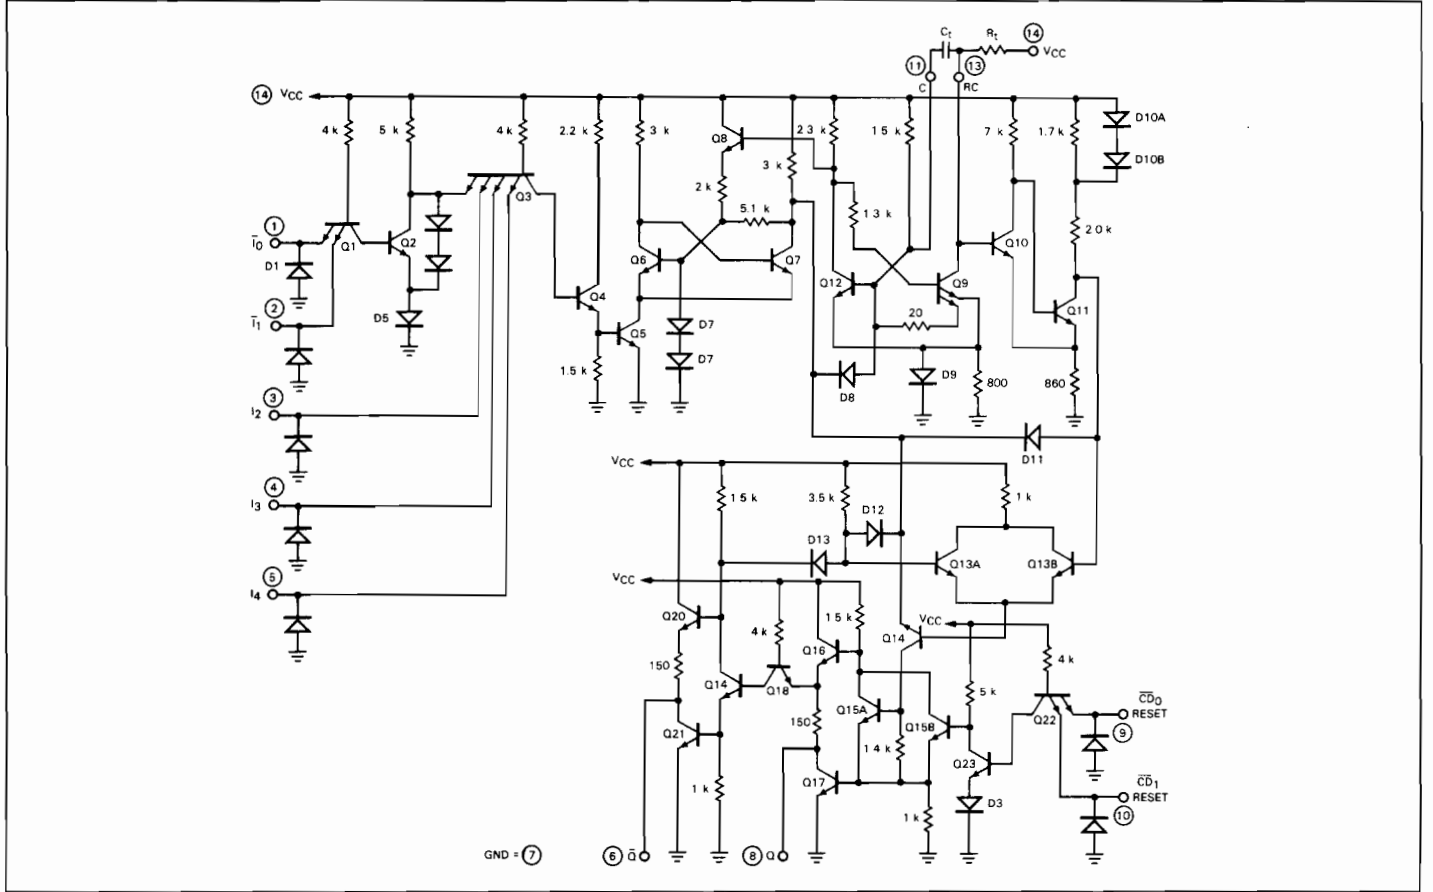 Ct
Rt
14
VCC
11
13
C
RC
14 VCC
4 k
5 k
4 k
2.2 k
3 k
Q8
2 3 k
1 5 k
7 k
1.7 k
D10A
D10B
3 k
2 k
5.1 k
1 3 k
2 0 k
Q3
1
Ī0
Q1
Q2
D1
Q6
Q7
Q12
Q9
Q10
Q4
2
Ī1
D5
Q5
D7
20
Q11
D7
1.5 k
D8
D9
800
860
3
I2
D11
VCC
1 5 k
3.5 k
D12
1 k
4
I3
D13
Q13A
Q13B
5
I4
VCC
Q20
4 k
1 5 k
Q14
VCC
Q16
4 k
150
Q14
Q18
5 k
Q22
CD0
RESET
9
Q21
150
Q15A
Q15B
1 4 k
Q23
1 k
Q17
1 k
D3
CD1
RESET
10
GND = 7
6 Q̄
8 Q